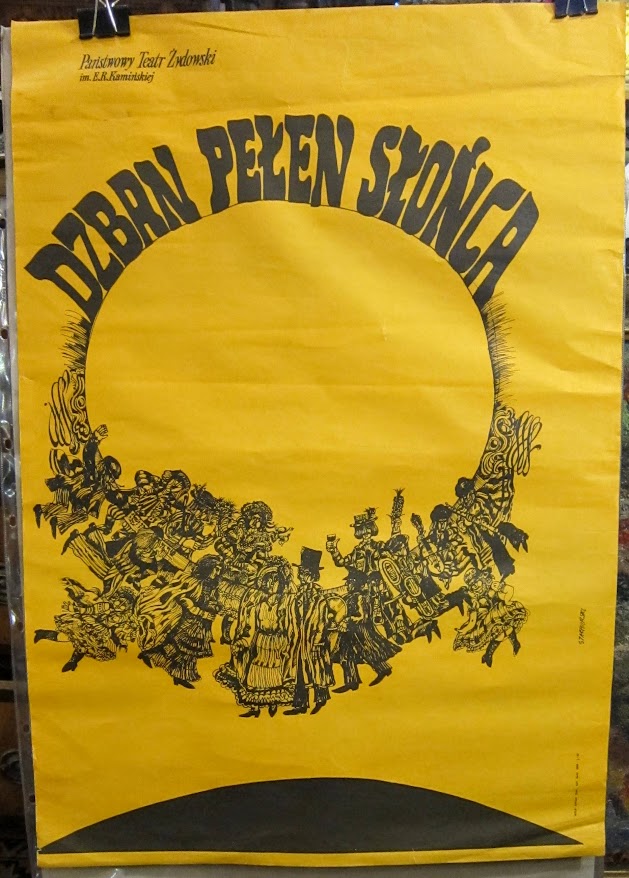 Państwowy Teatr Żydowski
im. E.R. Kamińskiej
DZBAN PEŁEN SŁOŃCA